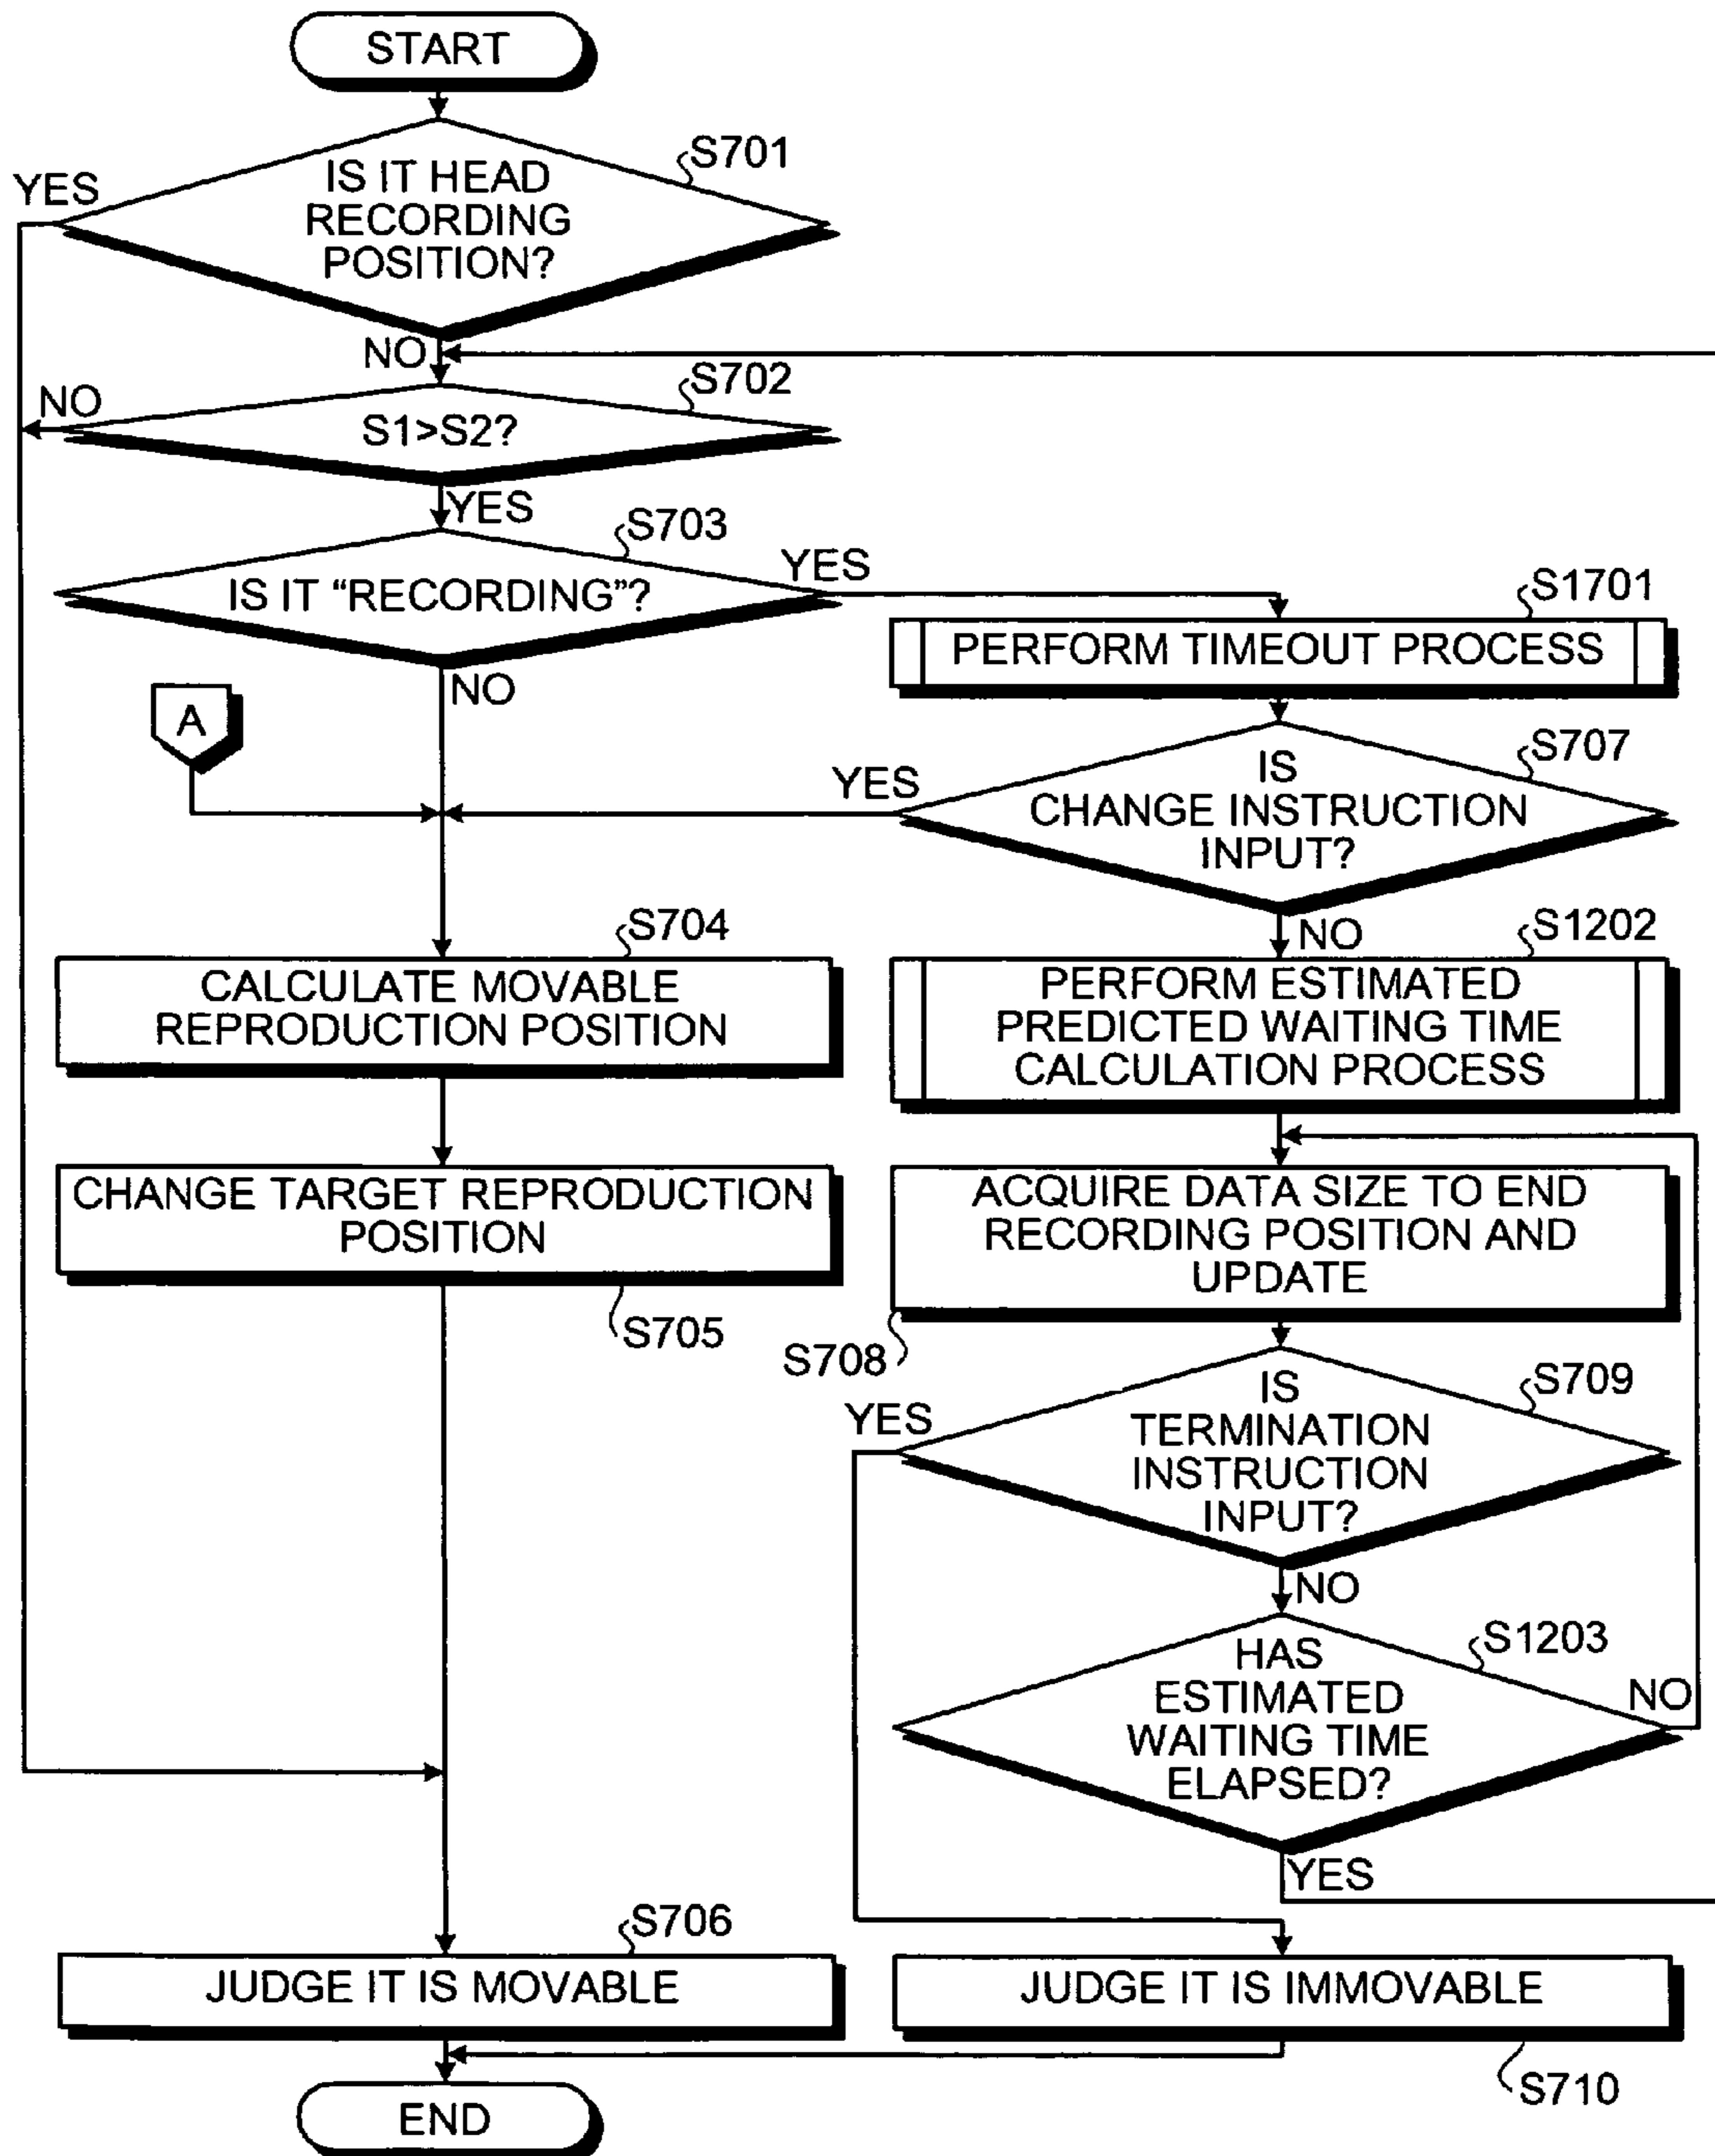 START
S701
YES
IS IT HEAD
RECORDING
POSITION?
NO
S702
NO
S1>S2?
YES
S703
YES
IS IT “RECORDING”?
S1701
PERFORM TIMEOUT PROCESS
NO
A
S707
YES
IS
CHANGE INSTRUCTION
INPUT?
S704
NO
S1202
CALCULATE MOVABLE
REPRODUCTION POSITION
PERFORM ESTIMATED
PREDICTED WAITING TIME
CALCULATION PROCESS
CHANGE TARGET REPRODUCTION
POSITION
S705
ACQUIRE DATA SIZE TO END
RECORDING POSITION AND
UPDATE
S708
S709
YES
IS
TERMINATION
INSTRUCTION
INPUT?
NO
S1203
HAS
ESTIMATED
WAITING TIME
ELAPSED?
NO
YES
S706
JUDGE IT IS MOVABLE
JUDGE IT IS IMMOVABLE
S710
END